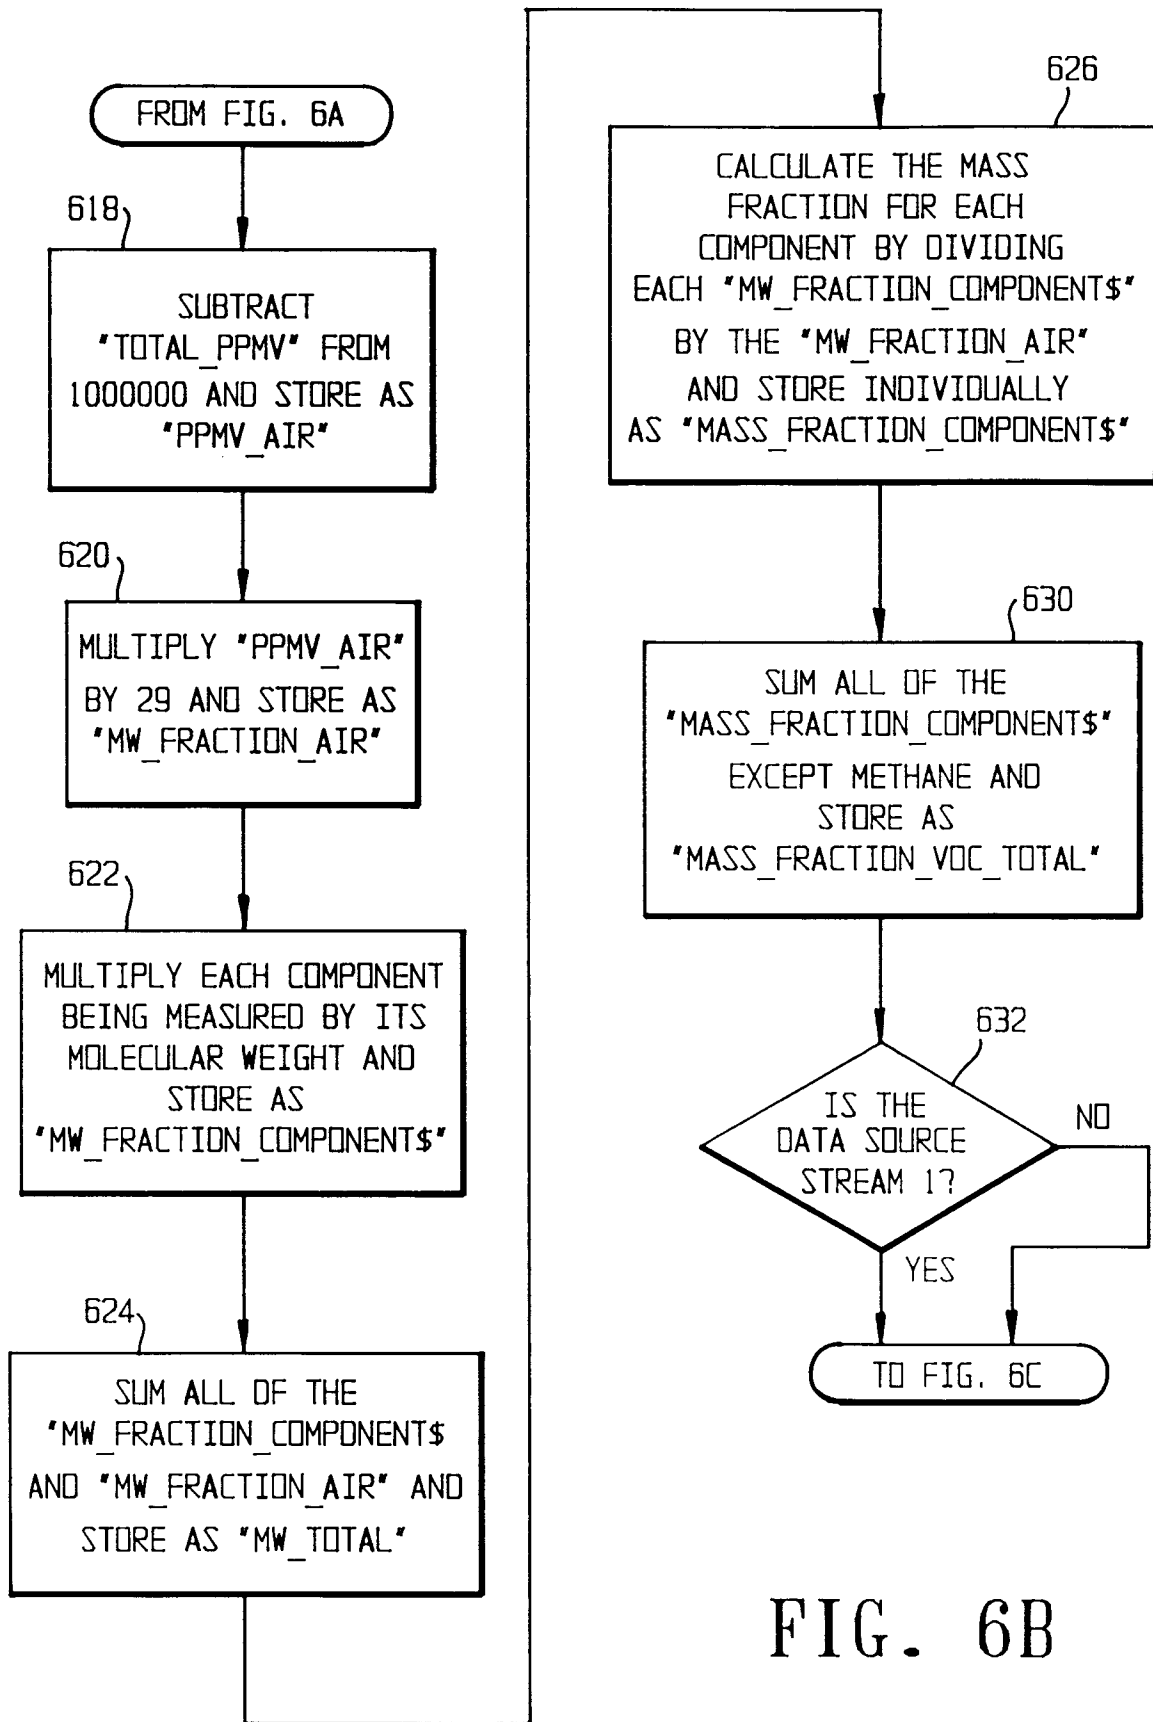 FROM FIG. 6A
618
SUBTRACT
"TOTAL_PPMV" FROM
1000000 AND STORE AS
"PPMV_AIR"
620
MULTIPLY "PPMV_AIR"
BY 29 AND STORE AS
"MW_FRACTION_AIR"
622
MULTIPLY EACH COMPONENT
BEING MEASURED BY ITS
MOLECULAR WEIGHT AND
STORE AS
"MW_FRACTION_COMPONENT$"
624
SUM ALL OF THE
"MW_FRACTION_COMPONENT$
AND "MW_FRACTION_AIR" AND
STORE AS "MW_TOTAL"
626
CALCULATE THE MASS
FRACTION FOR EACH
COMPONENT BY DIVIDING
EACH "MW_FRACTION_COMPONENT$"
BY THE "MW_FRACTION_AIR"
AND STORE INDIVIDUALLY
AS "MASS_FRACTION_COMPONENT$"
630
SUM ALL OF THE
"MASS_FRACTION_COMPONENT$"
EXCEPT METHANE AND
STORE AS
"MASS_FRACTION_VOC_TOTAL"
632
IS THE
DATA SOURCE
STREAM 1?
NO
YES
TO FIG. 6C
FIG. 6B